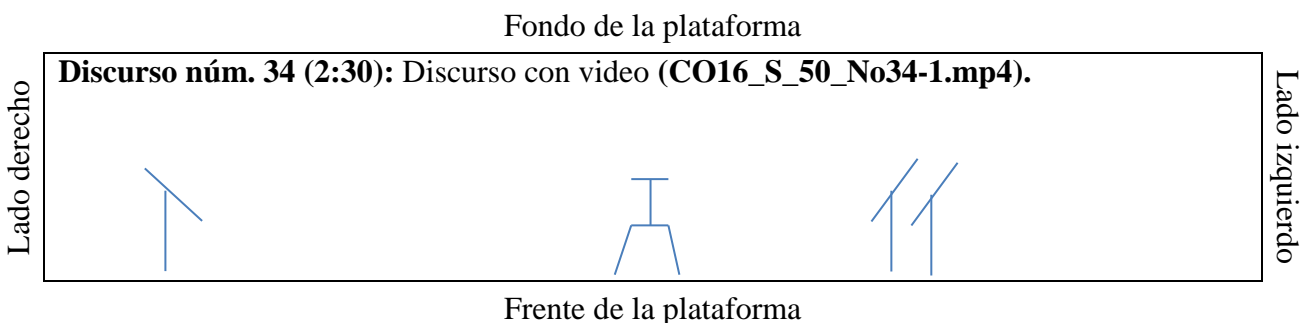 Fondo de la plataforma
Discurso núm. 34 (2:30): Discurso con video (CO16_S_50_No34-1.mp4).
Lado derecho
Lado izquierdo
Frente de la plataforma